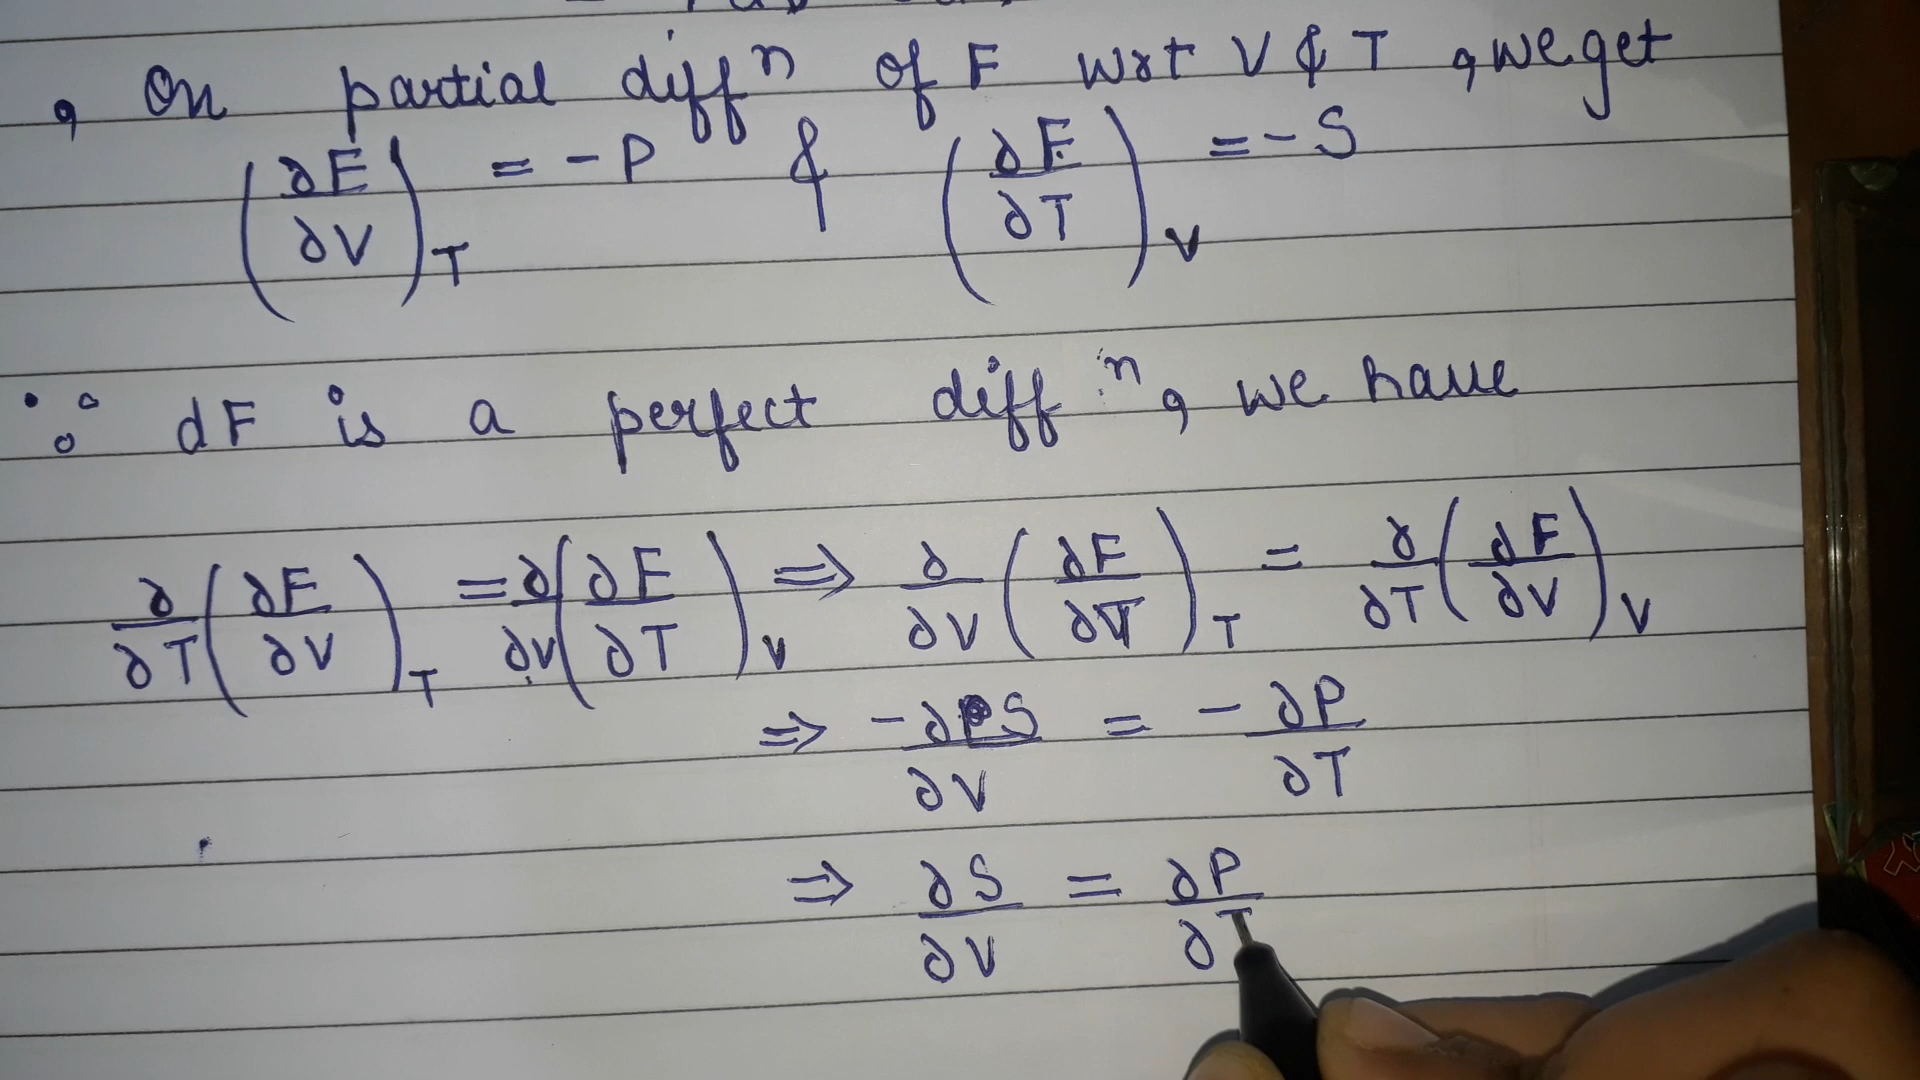 , On partial diffⁿ of F wrt V & T , we get
(∂F/∂V)_T = -P & (∂F/∂T)_V = -S
∵ dF is a perfect diffⁿ, we have
∂/∂T (∂F/∂V)_T = ∂/∂V (∂F/∂T)_V ⇒ ∂/∂V (∂F/∂T)_T = ∂/∂T (∂F/∂V)_V
⇒ -∂S/∂V = -∂P/∂T
⇒ ∂S/∂V = ∂P/∂T